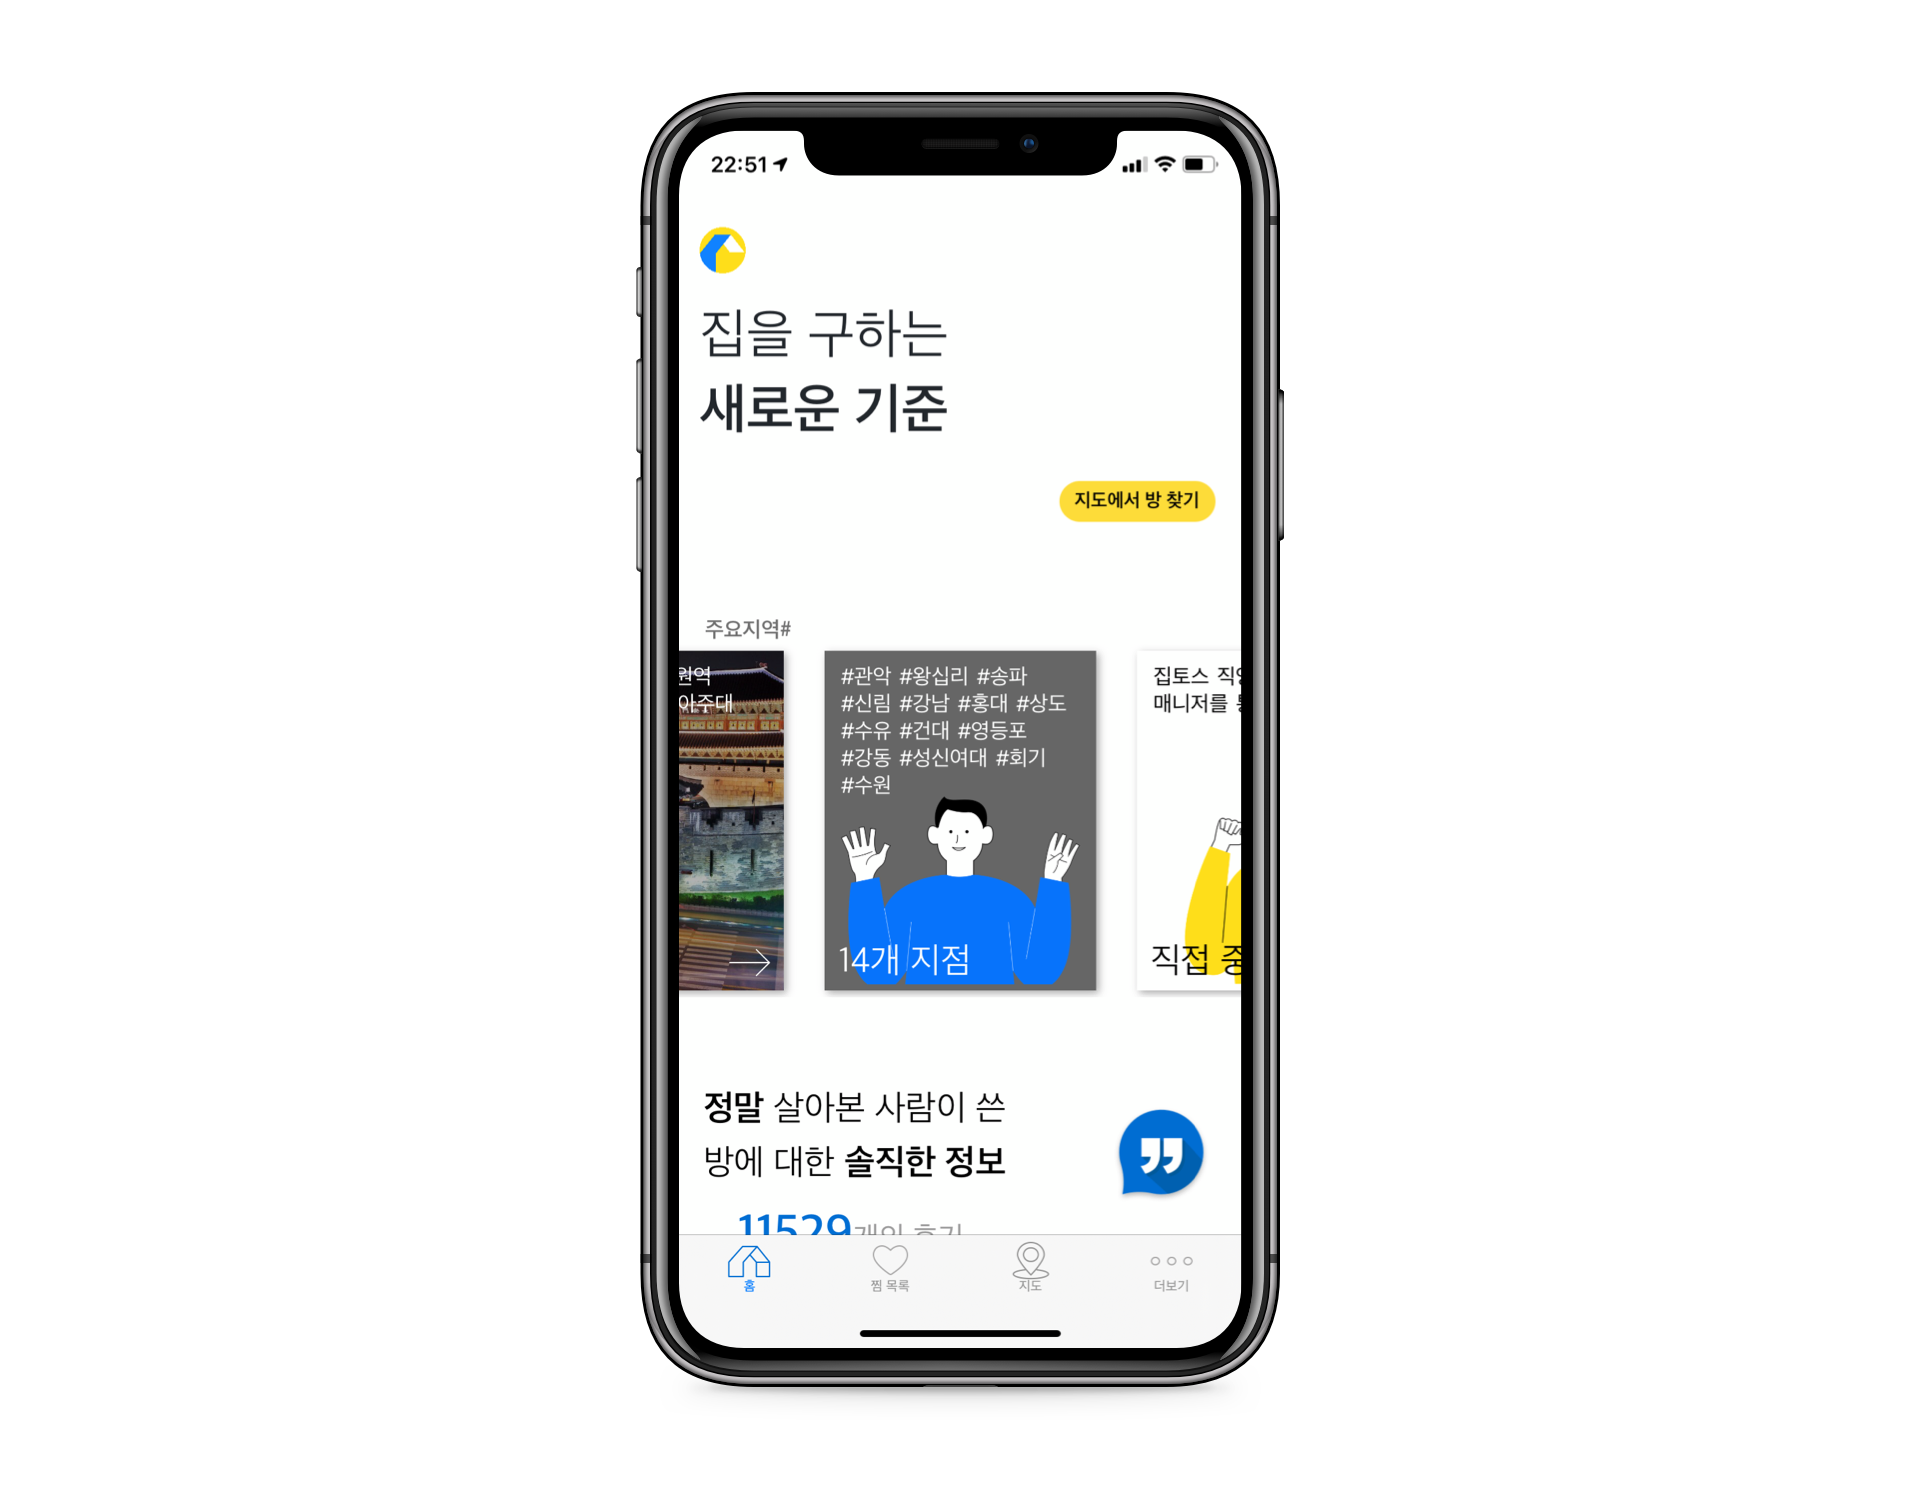 22:51
집을 구하는
새로운 기준
지도에서 방 찾기
주요지역#
원역
아주대
#관악 #왕십리 #송파
#신림 #강남 #홍대 #상도
#수유 #건대 #영등포
#강동 #성신여대 #회기
#수원
14개 지점
집토스 직영
매니저를
직접 중
정말 살아본 사람이 쓴
방에 대한 솔직한 정보
11529개의 후기
홈
찜 목록
지도
더보기